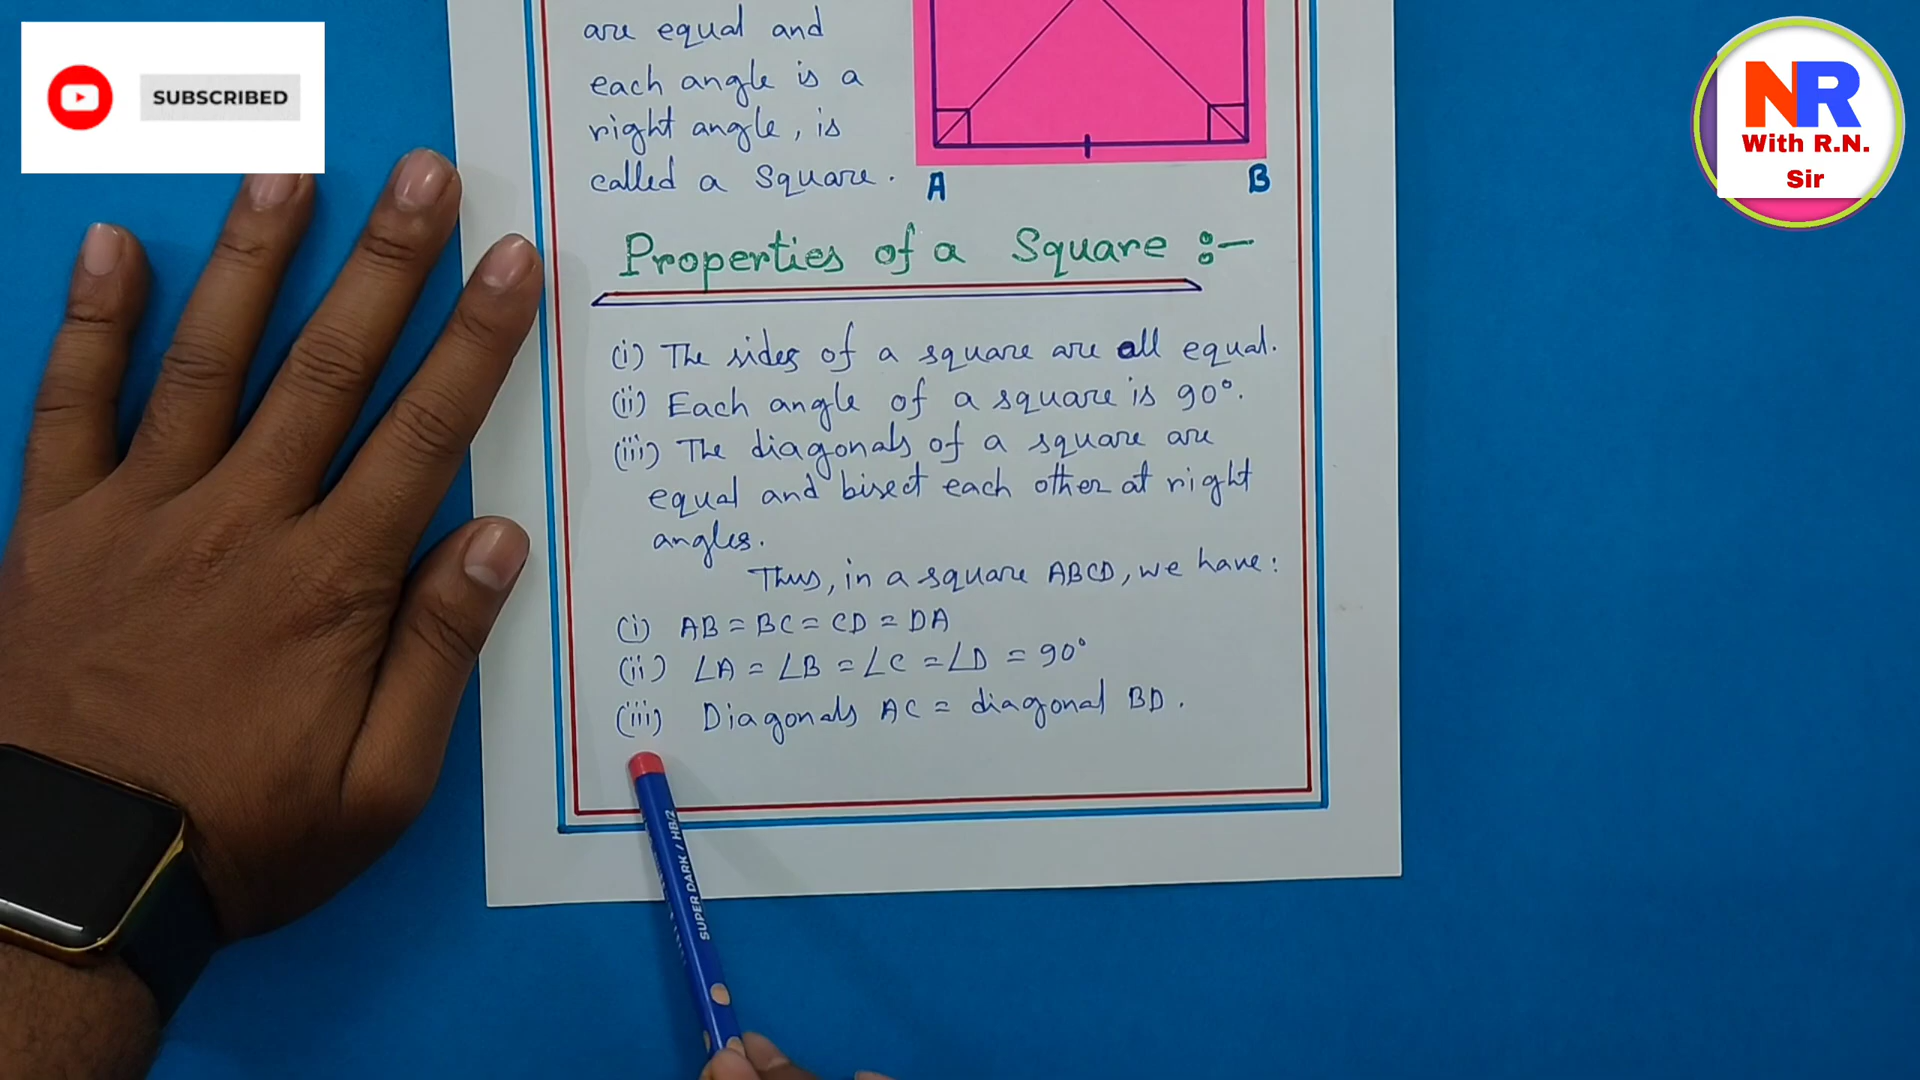 SUBSCRIBED
NR
With R.N.
Sir
are equal and
each angle is a
right angle, is
called a square.
A
B
Properties of a Square :-
(i) The sides of a square are all equal.
(ii) Each angle of a square is 90°.
(iii) The diagonals of a square are
equal and bisect each other at right
angles.
Thus, in a square ABCD, we have:
(i) AB = BC = CD = DA
(ii) ∠A = ∠B = ∠C = ∠D = 90°
(iii) Diagonals AC = diagonal BD.
SUPER DARK / HB/2